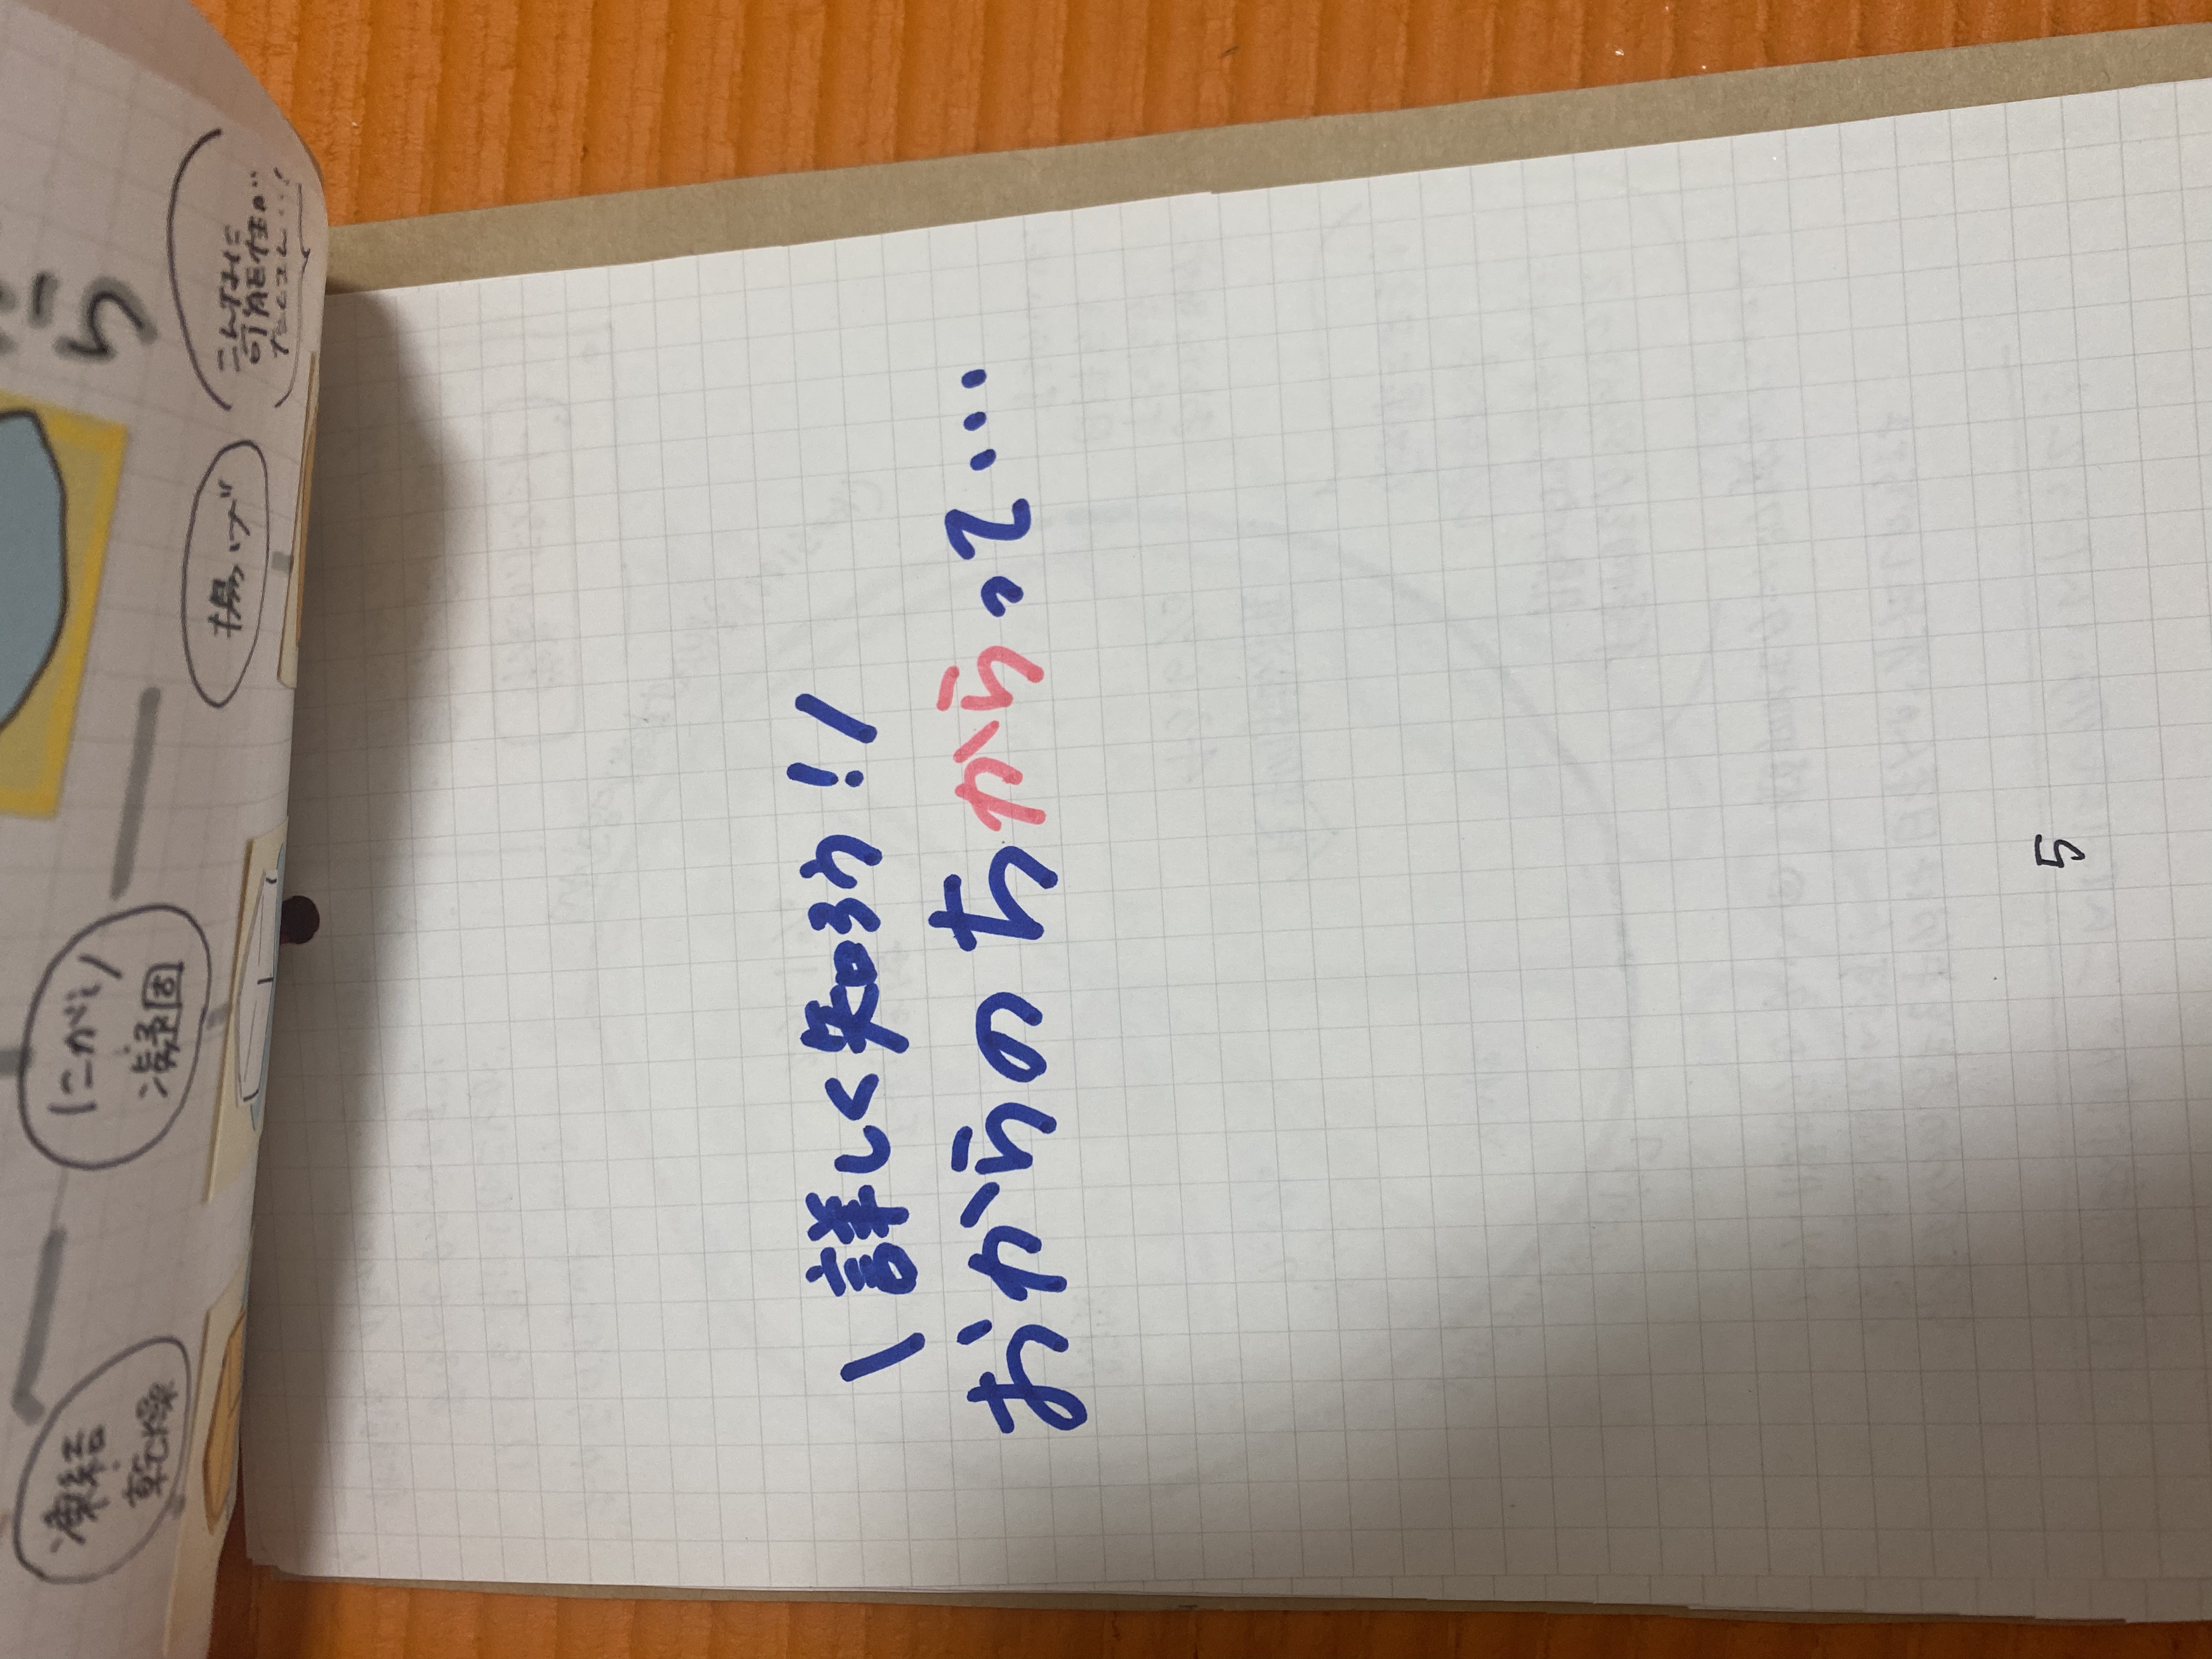 凍結
乾燥
にがり
凝固
揚げ
から
こんなに
可能性が…
たくさん…!
\ 詳しく知ろう! /
おからのちからって…
5